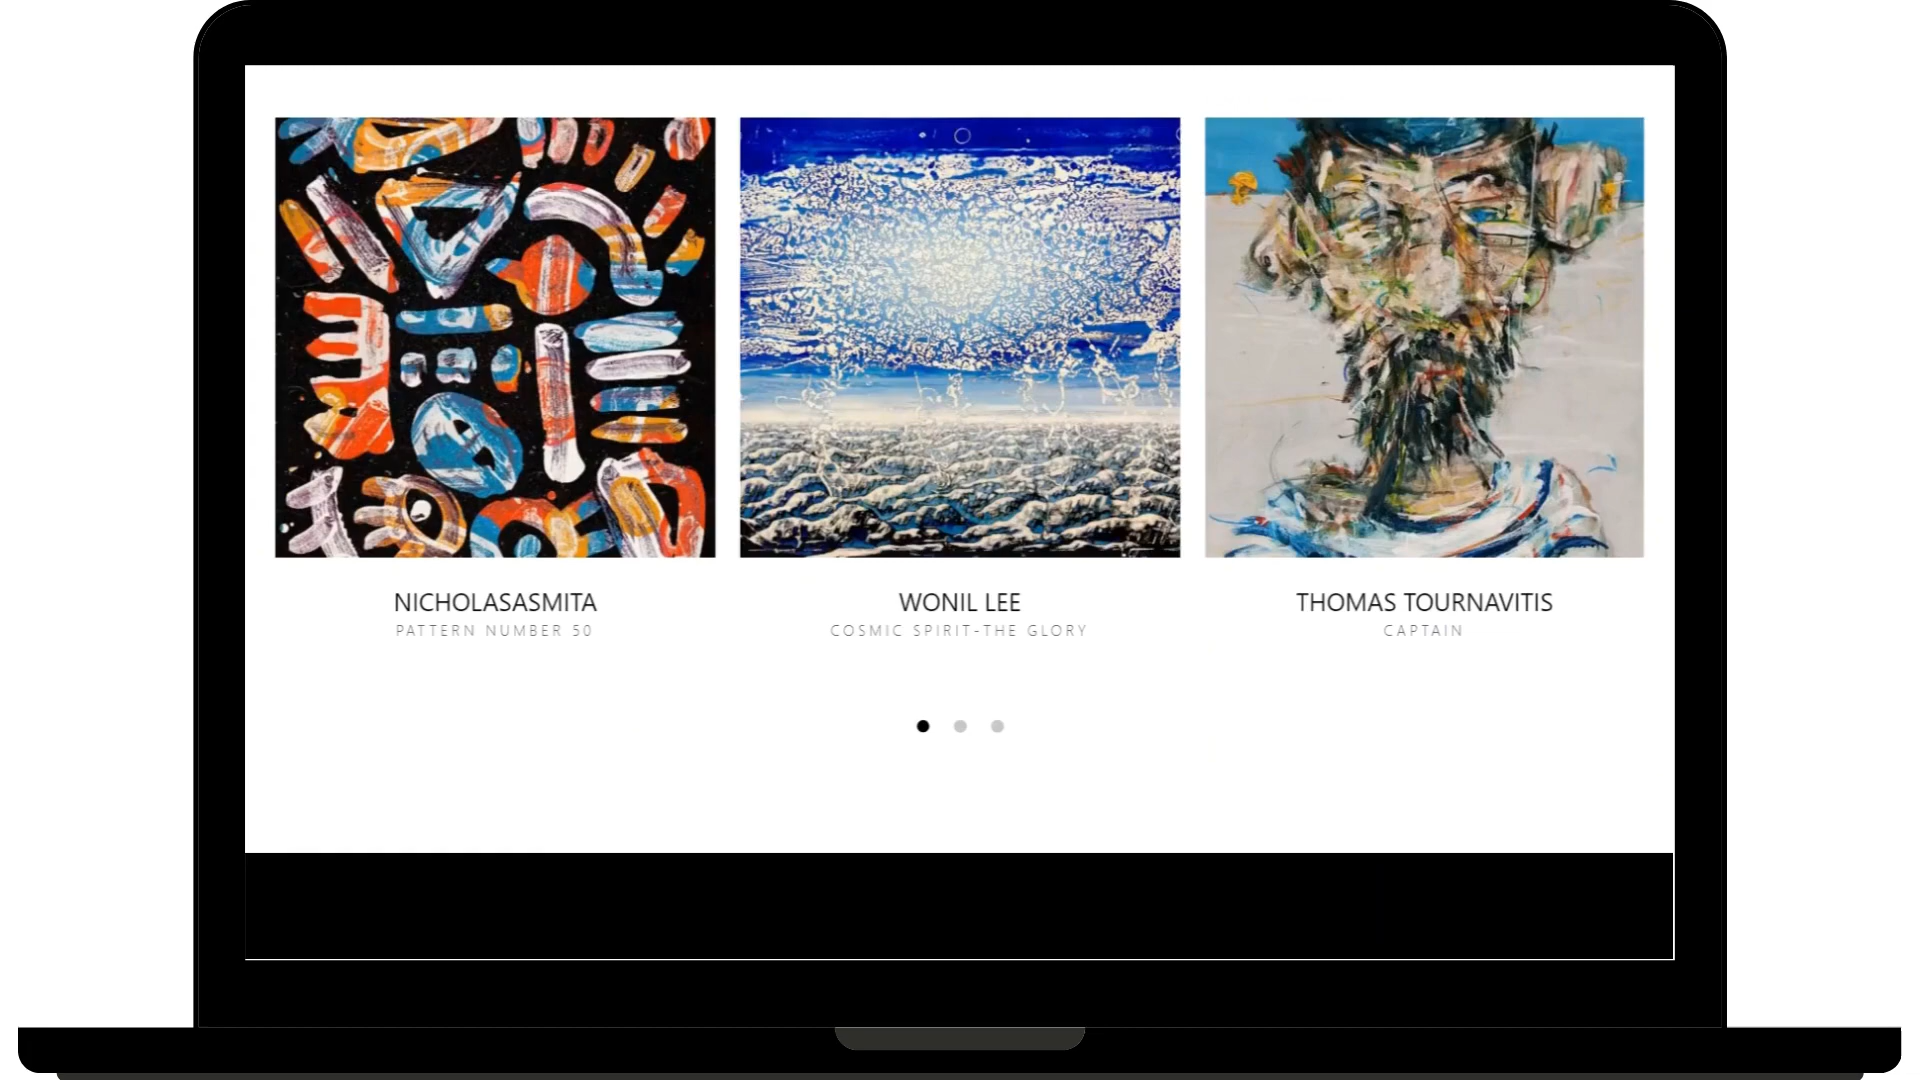 NICHOLASASMITA
PATTERN NUMBER 50
WONIL LEE
COSMIC SPIRIT-THE GLORY
THOMAS TOURNAVITIS
CAPTAIN